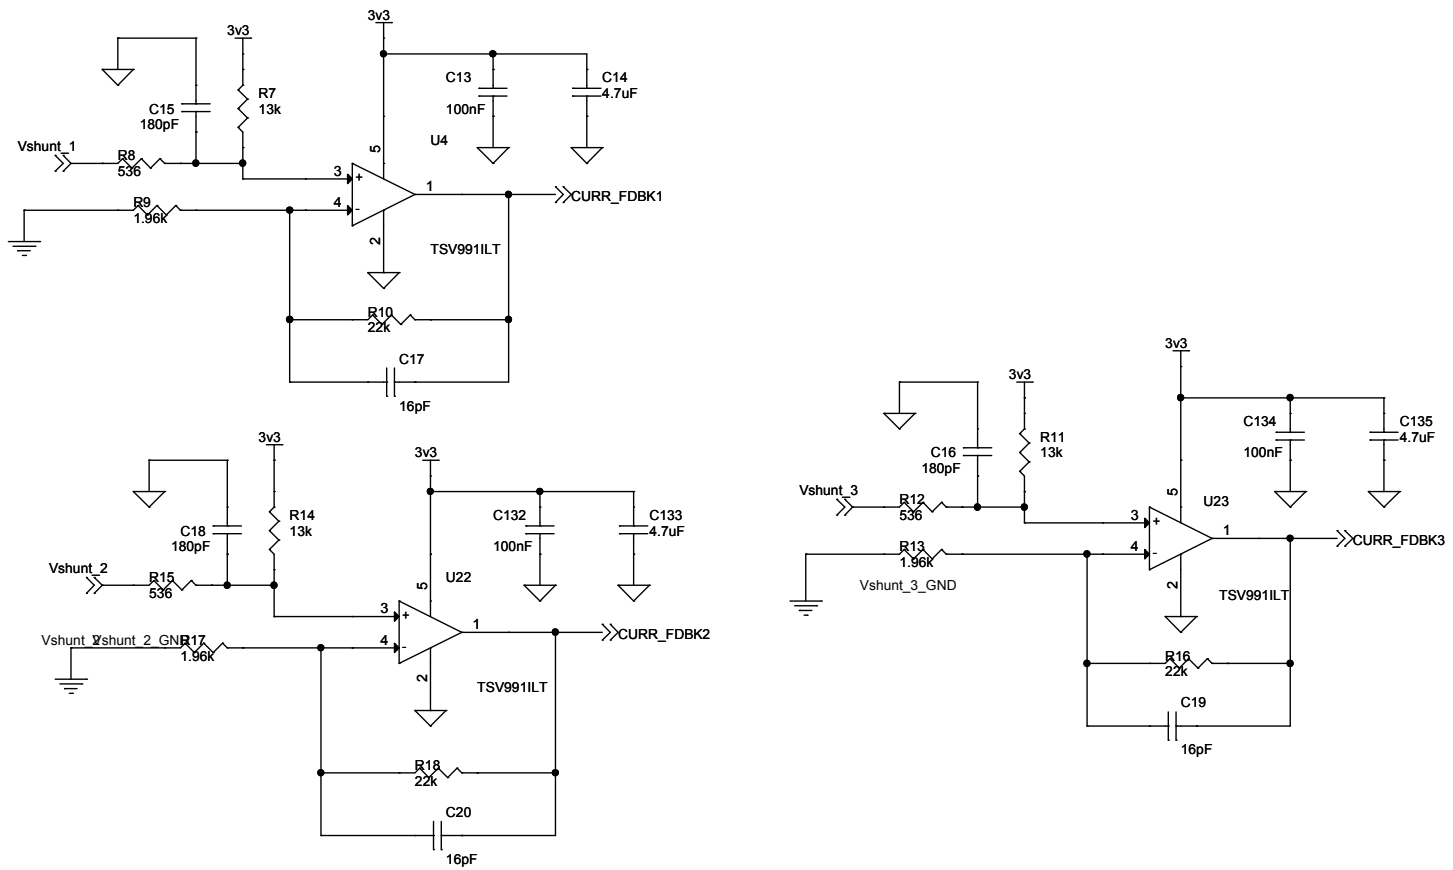 3v3
3v3
C15
180pF
R7
13k
C13
100nF
C14
4.7uF
U4
Vshunt_1
R8
536
5
3
+
1
CURR_FDBK1
R9
1.96k
4
-
2
TSV991ILT
R10
22k
C17
16pF
3v3
3v3
C18
180pF
R14
13k
C132
100nF
C133
4.7uF
U22
Vshunt_2
R15
536
5
3
+
1
CURR_FDBK2
Vshunt_2_GND
R17
1.96k
4
-
2
TSV991ILT
R18
22k
C20
16pF
3v3
3v3
C16
180pF
R11
13k
C134
100nF
C135
4.7uF
U23
Vshunt_3
R12
536
5
3
+
1
CURR_FDBK3
R13
1.96k
Vshunt_3_GND
4
-
2
TSV991ILT
R16
22k
C19
16pF